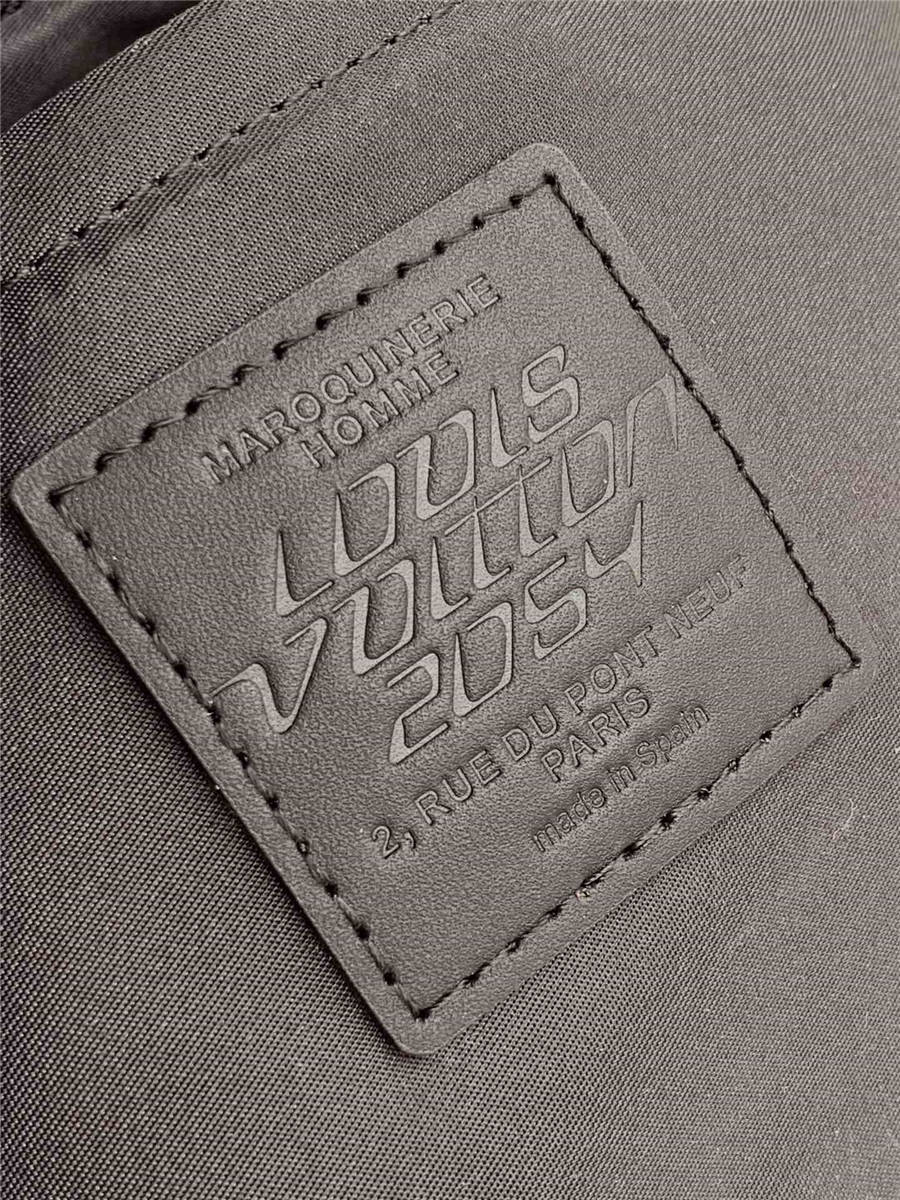 MAROQUINERIE
HOMME
LOUIS
VUITTON
2054
2, RUE DU PONT NEUF
PARIS
made in Spain